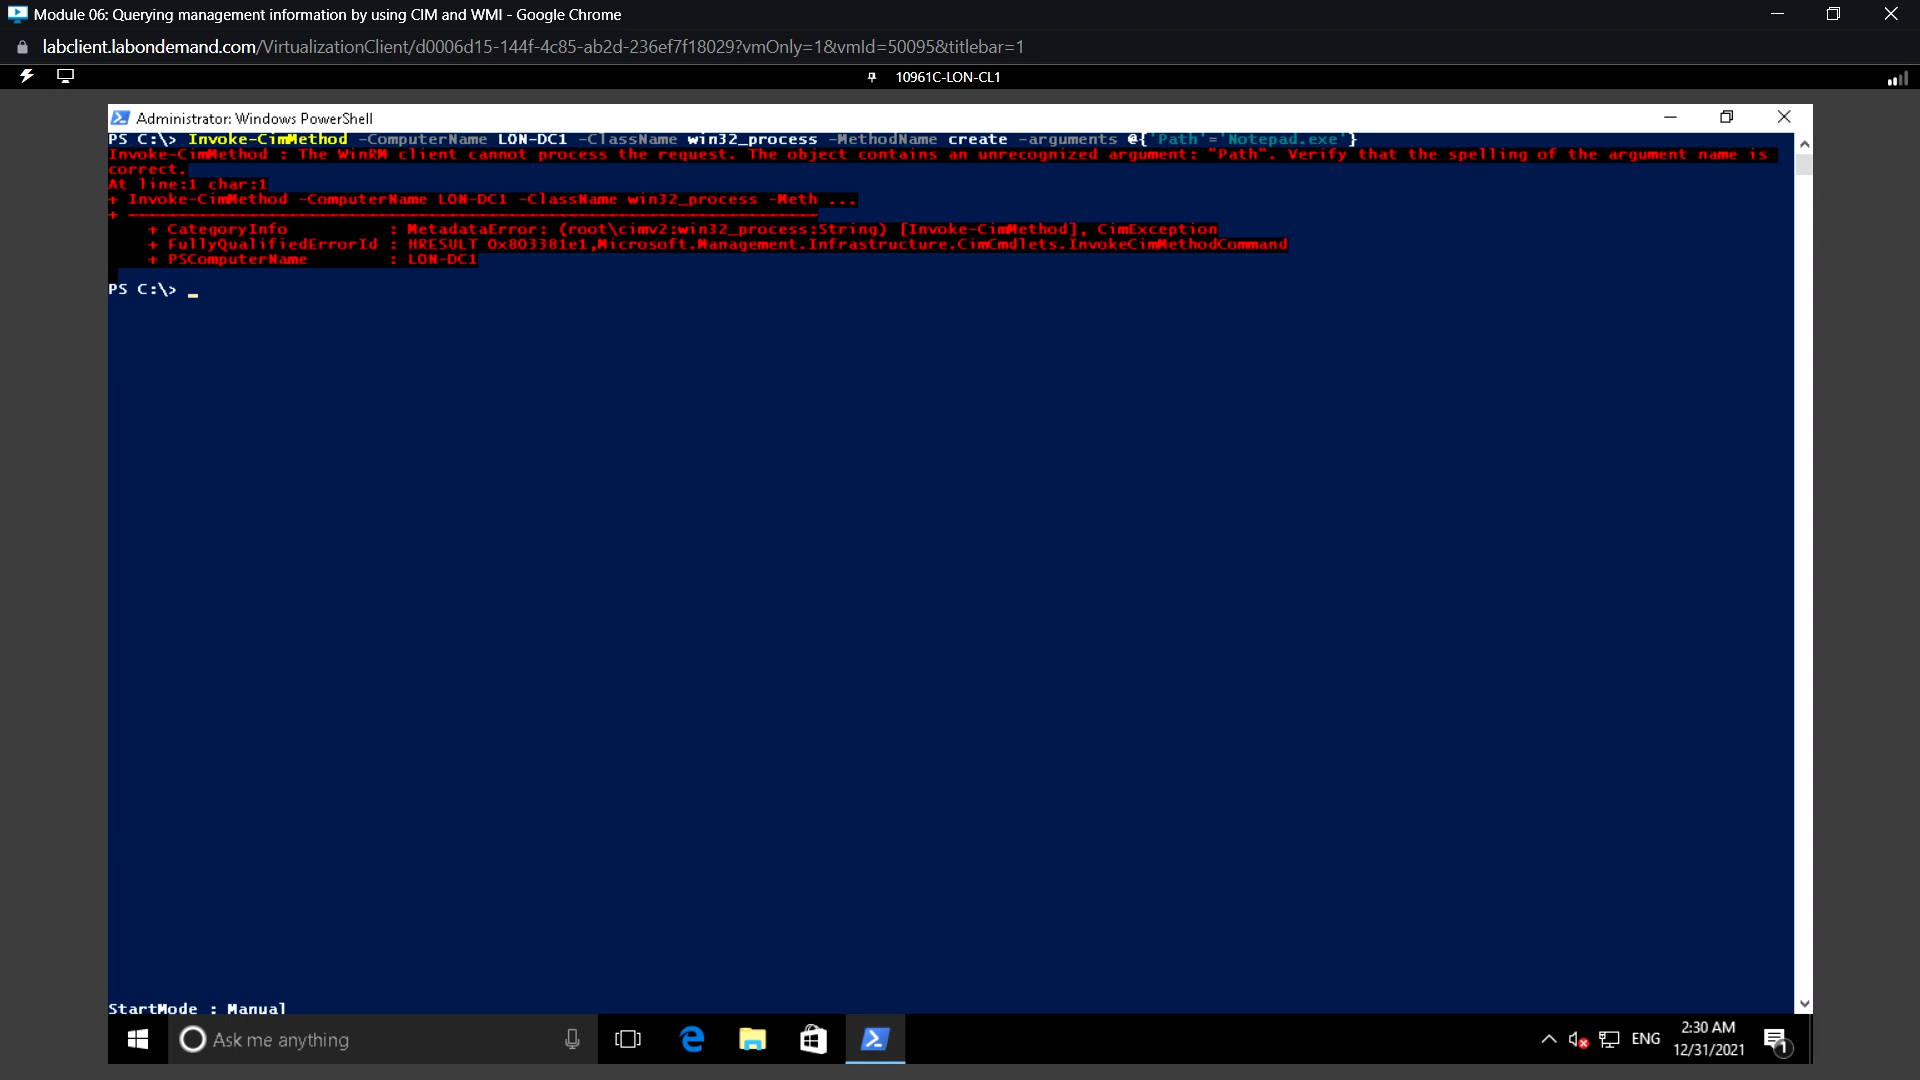 Module 06: Querying management information by using CIM and WMI - Google Chrome
labclient.labondemand.com/VirtualizationClient/d0006d15-144f-4c85-ab2d-236ef7f18029?vmOnly=1&vmId=50095&titlebar=1
10961C-LON-CL1
Administrator: Windows PowerShell
PS C:\> Invoke-CimMethod -ComputerName LON-DC1 -ClassName win32_process -MethodName create -arguments @{'Path'='Notepad.exe'}
Invoke-CimMethod : The WinRM client cannot process the request. The object contains an unrecognized argument: "Path". Verify that the spelling of the argument name is
correct.
At line:1 char:1
+ Invoke-CimMethod -ComputerName LON-DC1 -ClassName win32_process -Meth ...
+ ~~~~~~~~~~~~~~~~~~~~~~~~~~~~~~~~~~~~~~~~~~~~~~~~~~~~~~~~~~~~~~~~~~~~~
+ CategoryInfo : MetadataError: (root\cimv2:win32_process:String) [Invoke-CimMethod], CimException
+ FullyQualifiedErrorId : HRESULT 0x803381e1,Microsoft.Management.Infrastructure.CimCmdlets.InvokeCimMethodCommand
+ PSComputerName : LON-DC1
PS C:\> _
StartMode : Manual
Ask me anything
ENG
2:30 AM
12/31/2021
1